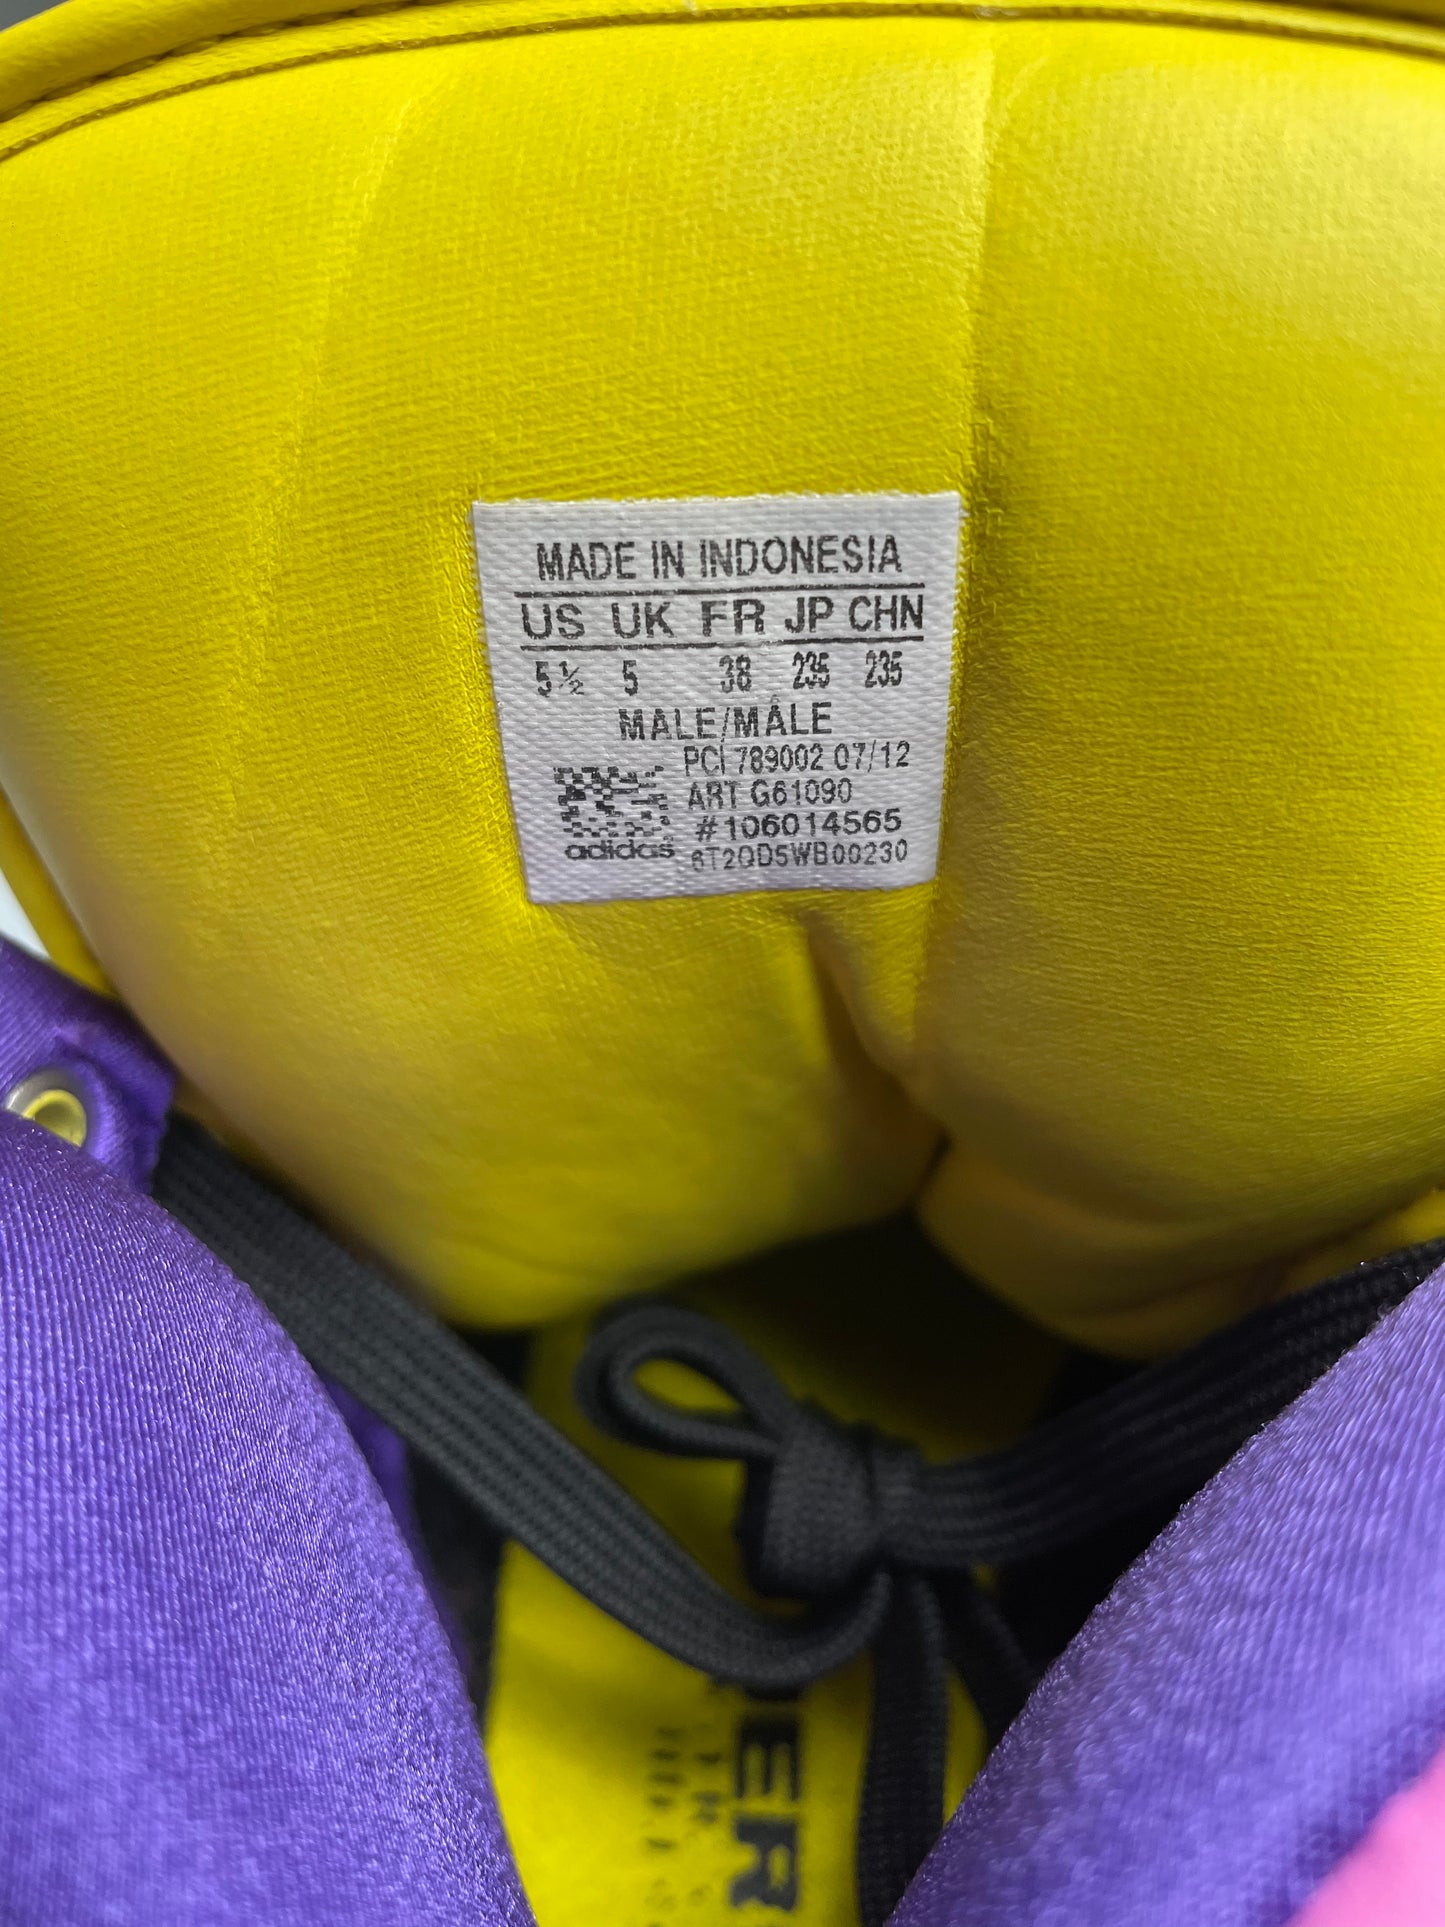 MADE IN INDONESIA
US UK FR JP CHN
5½ 5 38 235 235
MALE/MÂLE
PCI 789002 07/12
ART G61090
#106014565
adidas 6T2QD5WB00230